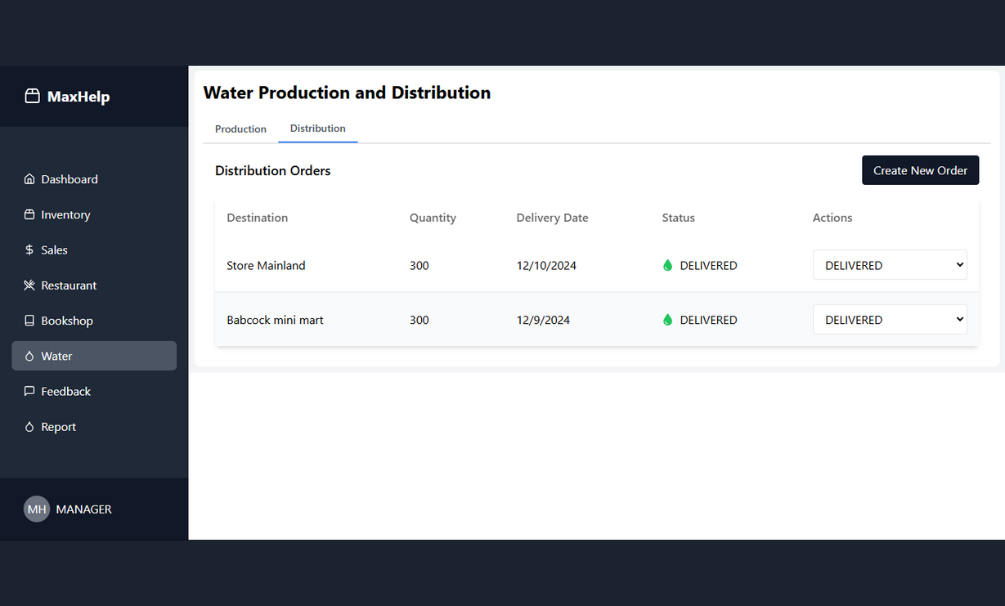 MaxHelp
Dashboard
Inventory
Sales
Restaurant
Bookshop
Water
Feedback
Report
MH MANAGER
Water Production and Distribution
Production Distribution
Distribution Orders Create New Order
Destination Quantity Delivery Date Status Actions
Store Mainland 300 12/10/2024 DELIVERED DELIVERED
Babcock mini mart 300 12/9/2024 DELIVERED DELIVERED